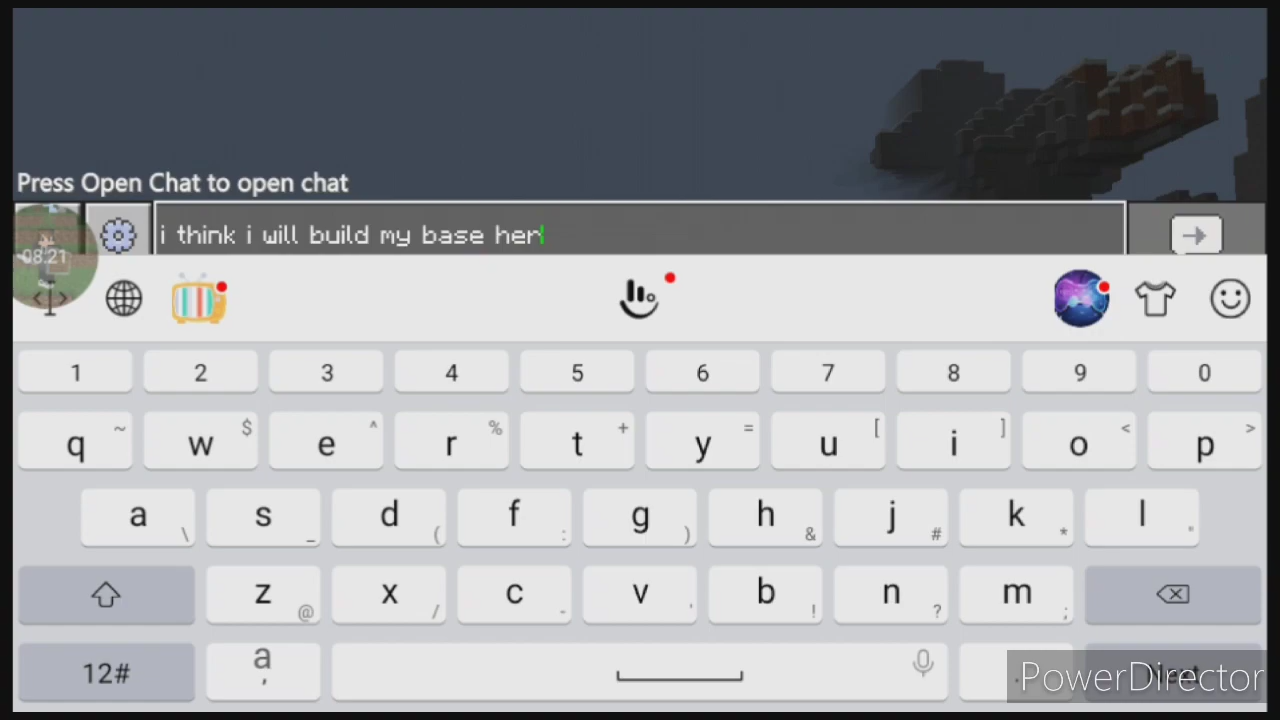 Press Open Chat to open chat
i think i will build my base her
08:21
1 2 3 4 5 6 7 8 9 0
q ~ w $ e ^ r % t + y = u [ i ] o < p >
a \ s _ d ( f : g ) h & j # k * l "
z @ x / c - v ' b ! n ? m ;
12# a , . Next
PowerDirector